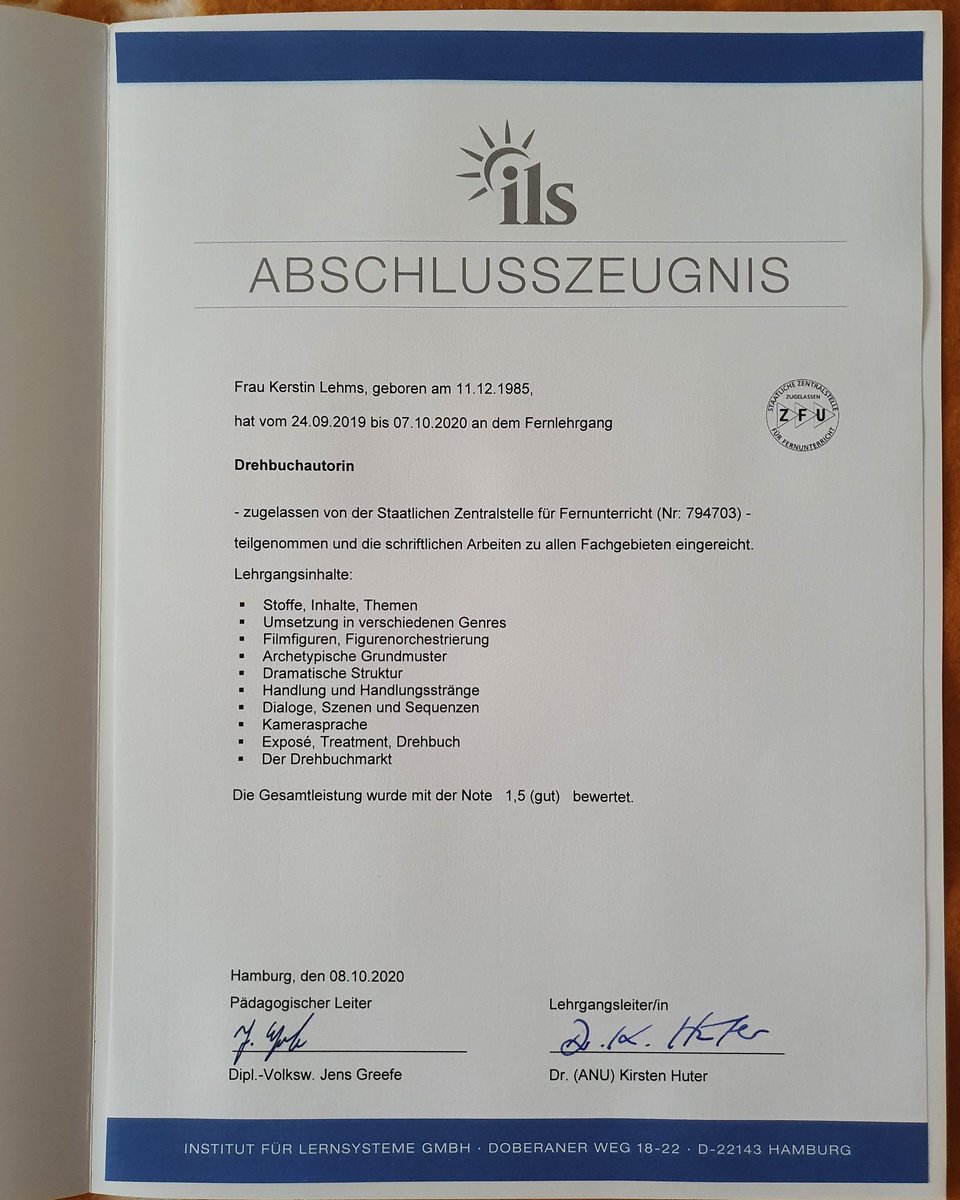 ils
ABSCHLUSSZEUGNIS
Frau Kerstin Lehms, geboren am 11.12.1985,
hat vom 24.09.2019 bis 07.10.2020 an dem Fernlehrgang
STAATLICHE ZENTRALSTELLE
ZUGELASSEN
ZFU
FÜR FERNUNTERRICHT
Drehbuchautorin
- zugelassen von der Staatlichen Zentralstelle für Fernunterricht (Nr: 794703) -
teilgenommen und die schriftlichen Arbeiten zu allen Fachgebieten eingereicht.
Lehrgangsinhalte:
▪ Stoffe, Inhalte, Themen
▪ Umsetzung in verschiedenen Genres
▪ Filmfiguren, Figurenorchestrierung
▪ Archetypische Grundmuster
▪ Dramatische Struktur
▪ Handlung und Handlungsstränge
▪ Dialoge, Szenen und Sequenzen
▪ Kamerasprache
▪ Exposé, Treatment, Drehbuch
▪ Der Drehbuchmarkt
Die Gesamtleistung wurde mit der Note 1,5 (gut) bewertet.
Hamburg, den 08.10.2020
Pädagogischer Leiter Lehrgangsleiter/in
J. Dr. K. Huter
Dipl.-Volksw. Jens Greefe Dr. (ANU) Kirsten Huter
INSTITUT FÜR LERNSYSTEME GMBH · DOBERANER WEG 18-22 · D-22143 HAMBURG